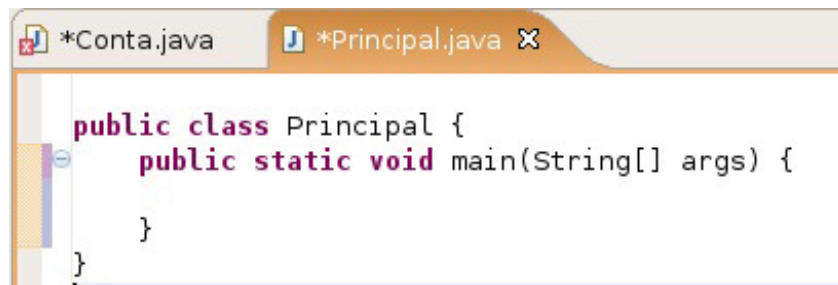 *Conta.java *Principal.java
public class Principal {
public static void main(String[] args) {
}
}